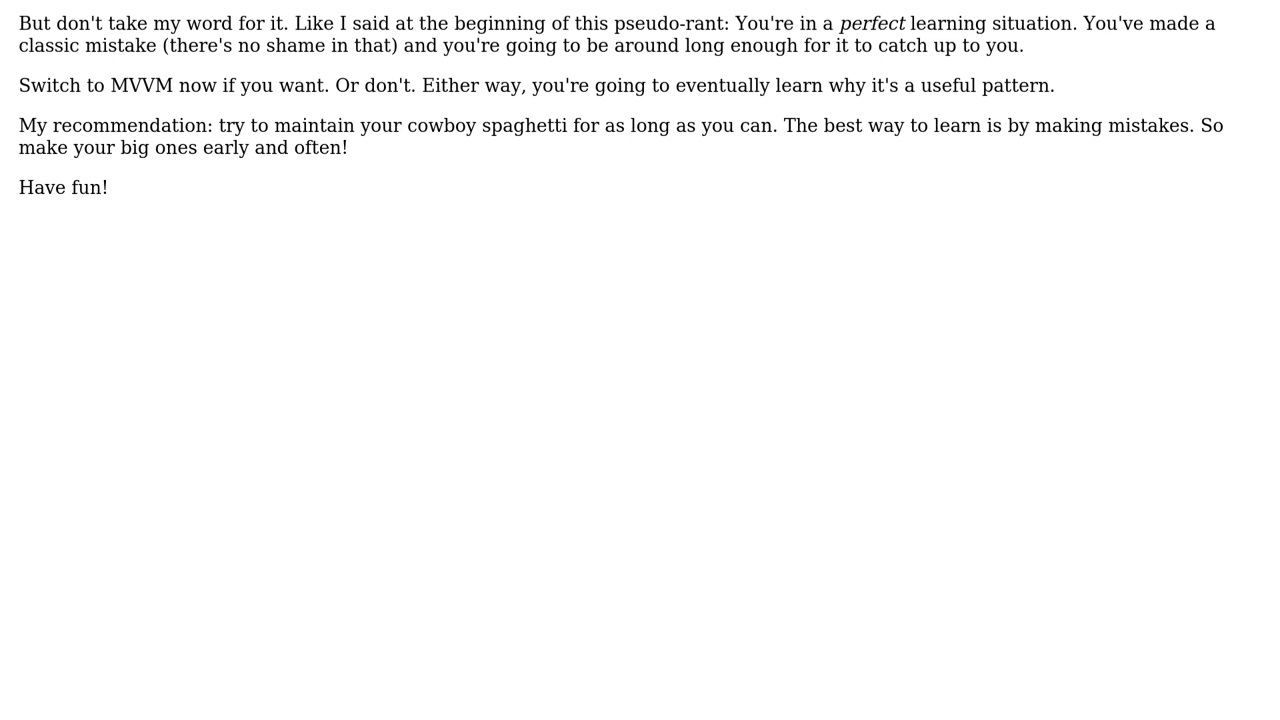 But don't take my word for it. Like I said at the beginning of this pseudo-rant: You're in a perfect learning situation. You've made a
classic mistake (there's no shame in that) and you're going to be around long enough for it to catch up to you.
Switch to MVVM now if you want. Or don't. Either way, you're going to eventually learn why it's a useful pattern.
My recommendation: try to maintain your cowboy spaghetti for as long as you can. The best way to learn is by making mistakes. So
make your big ones early and often!
Have fun!